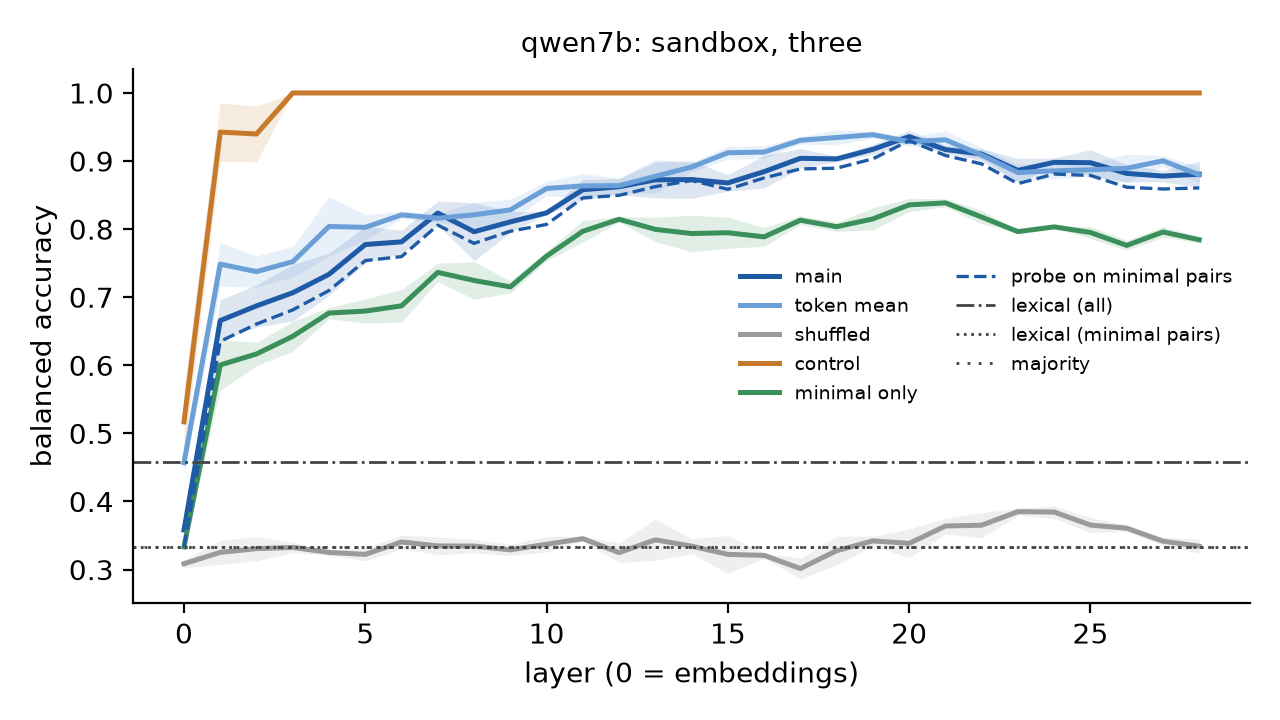 qwen7b: sandbox, three
balanced accuracy
1.0
0.9
0.8
0.7
0.6
0.5
0.4
0.3
main
token mean
shuffled
control
minimal only
probe on minimal pairs
lexical (all)
lexical (minimal pairs)
majority
0 5 10 15 20 25
layer (0 = embeddings)